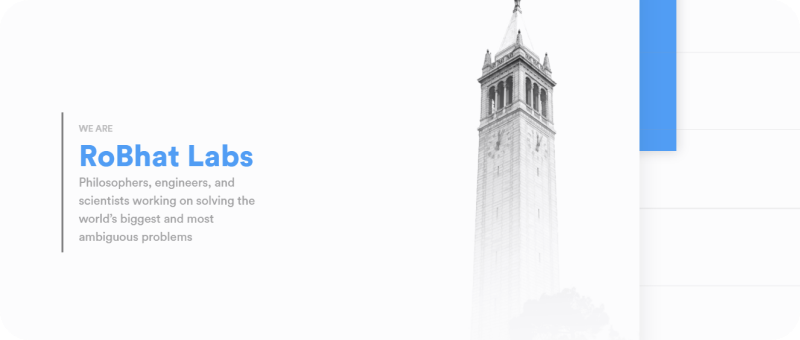 WE ARE
RoBhat Labs
Philosophers, engineers, and
scientists working on solving the
world's biggest and most
ambiguous problems